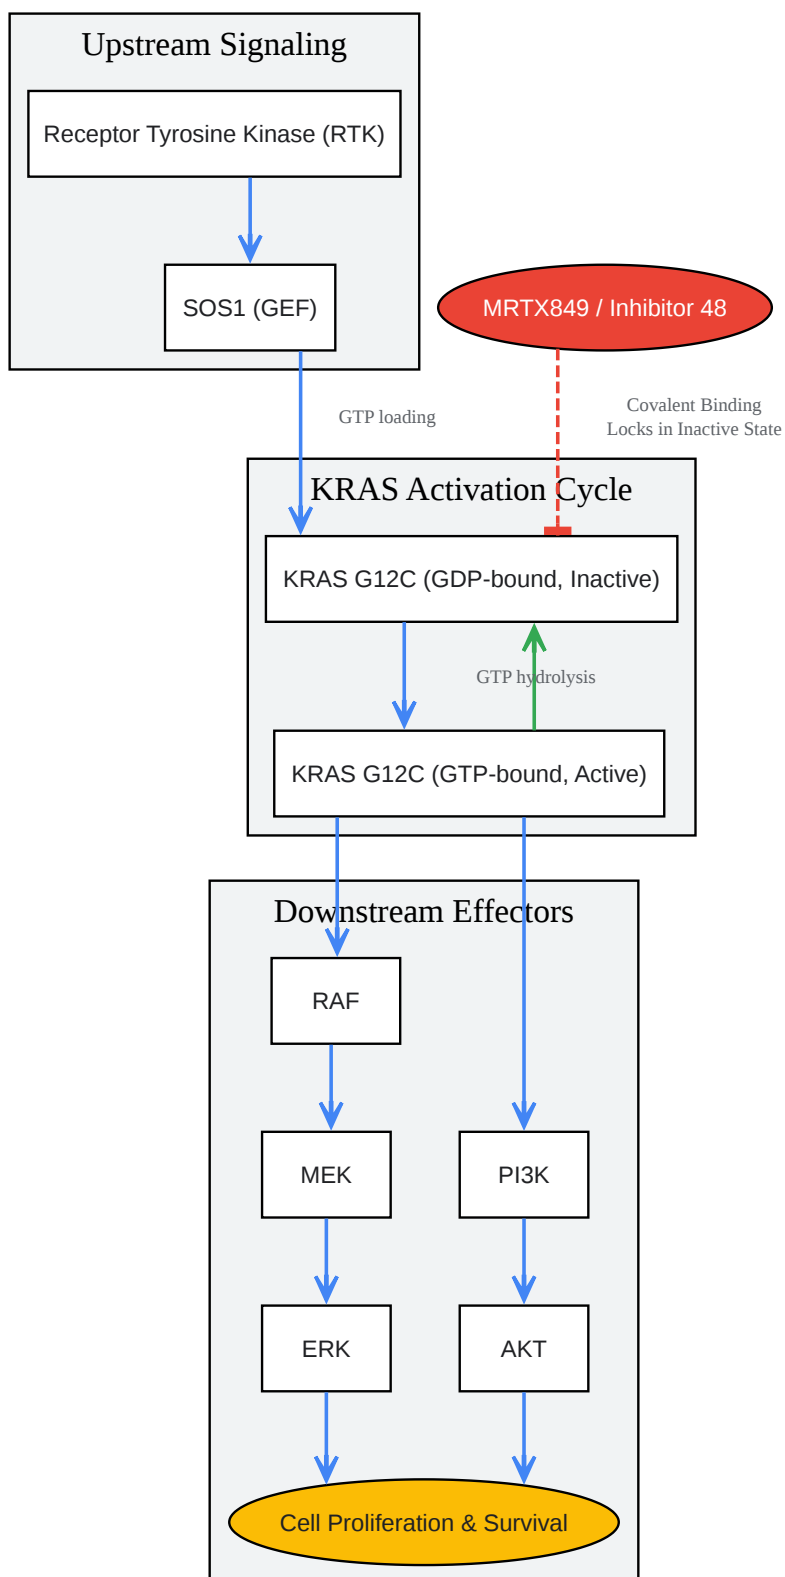 Upstream Signaling
Receptor Tyrosine Kinase (RTK)
SOS1 (GEF)
MRTX849 / Inhibitor 48
GTP loading
Covalent Binding
Locks in Inactive State
KRAS Activation Cycle
KRAS G12C (GDP-bound, Inactive)
GTP hydrolysis
KRAS G12C (GTP-bound, Active)
Downstream Effectors
RAF
MEK
PI3K
ERK
AKT
Cell Proliferation & Survival